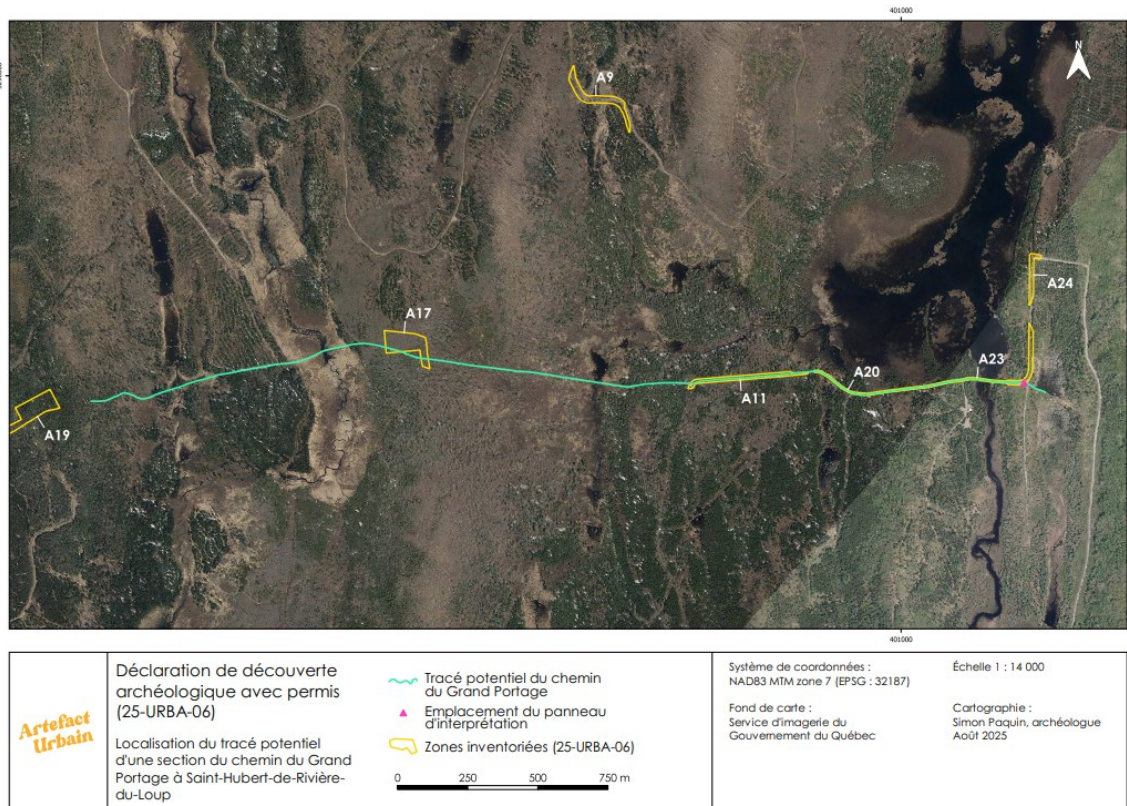 401000
N
A9
A24
A17
A23
A20
A11
A19
401000
Artefact
Urbain
Déclaration de découverte
archéologique avec permis
(25-URBA-06)
Localisation du tracé potentiel
d'une section du chemin du Grand
Portage à Saint-Hubert-de-Rivière-
du-Loup
Tracé potentiel du chemin
du Grand Portage
Emplacement du panneau
d'interprétation
Zones inventoriées (25-URBA-06)
0 250 500 750 m
Système de coordonnées :
NAD83 MTM zone 7 (EPSG : 32187)
Fond de carte :
Service d'imagerie du
Gouvernement du Québec
Échelle 1 : 14 000
Cartographie :
Simon Paquin, archéologue
Août 2025